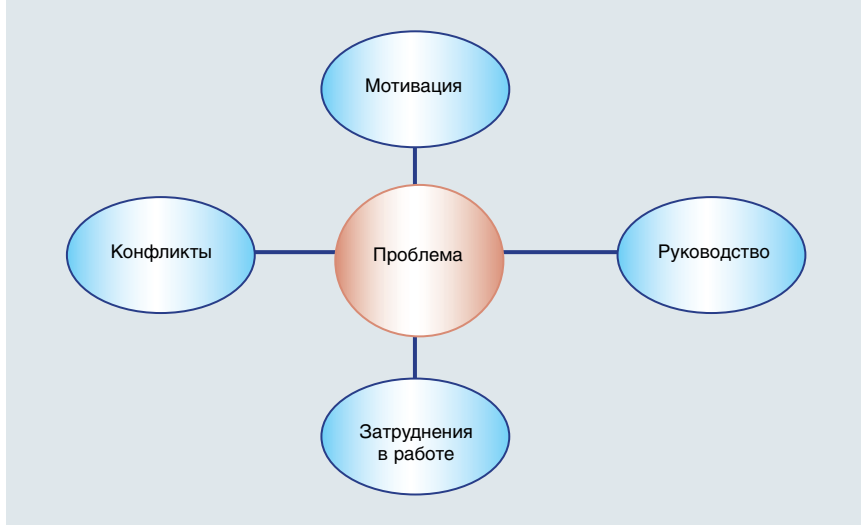 Мотивация
Конфликты
Проблема
Руководство
Затруднения
в работе